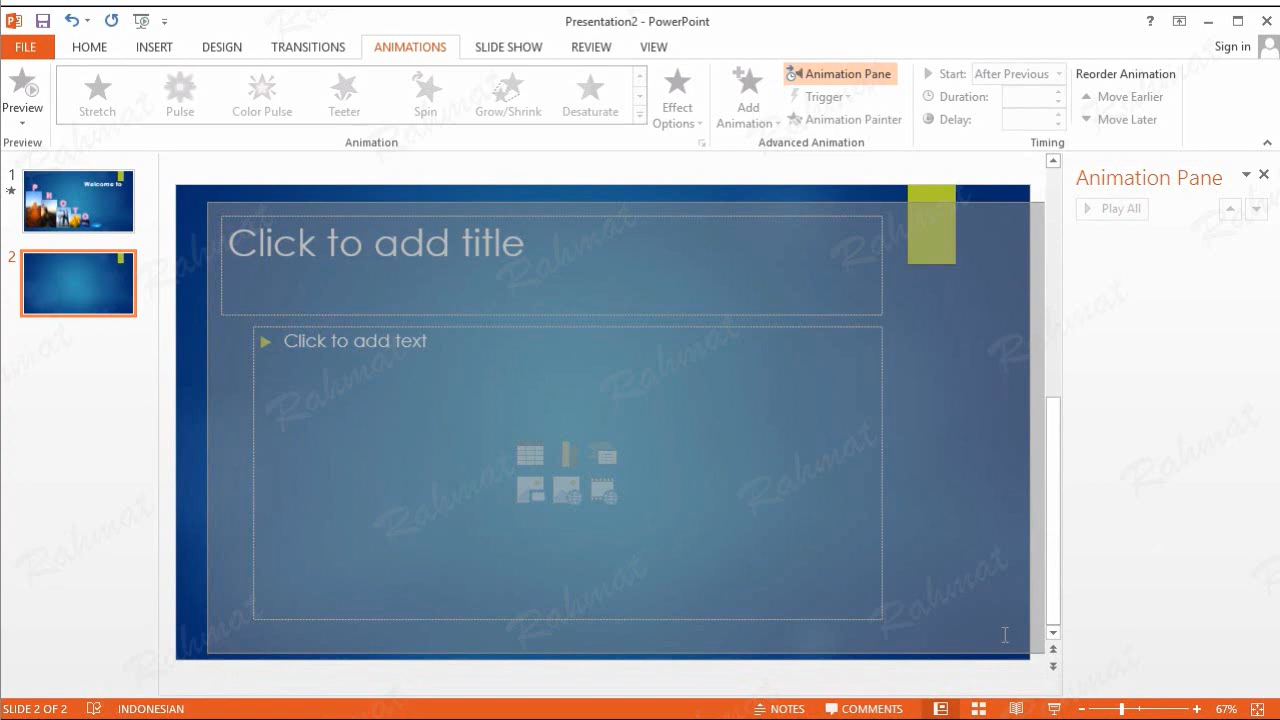 Presentation2 - PowerPoint
?
FILE HOME INSERT DESIGN TRANSITIONS ANIMATIONS SLIDE SHOW REVIEW VIEW Sign in
Preview
Preview
Stretch Pulse Color Pulse Teeter Spin Grow/Shrink Desaturate
Animation
Effect
Options
Add
Animation
Animation Pane
Trigger
Animation Painter
Advanced Animation
Start: After Previous
Duration:
Delay:
Timing
Reorder Animation
Move Earlier
Move Later
1
Welcome to
P H O T O
2
Click to add title
Click to add text
Animation Pane
Play All
Rahmat
SLIDE 2 OF 2 INDONESIAN NOTES COMMENTS 67%